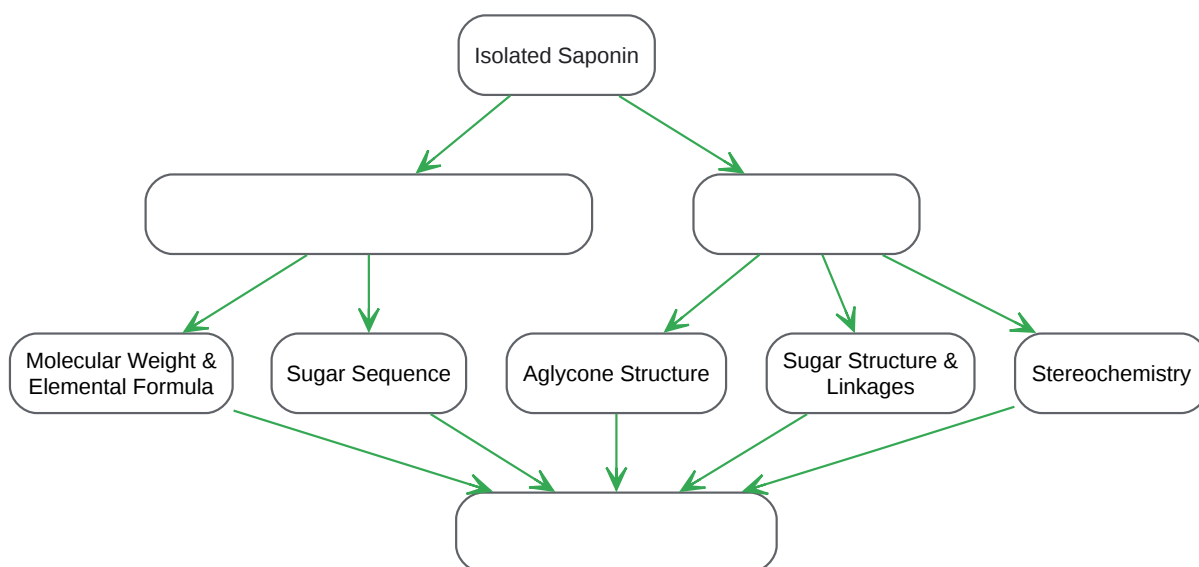 Isolated Saponin
Molecular Weight &
Elemental Formula
Sugar Sequence
Aglycone Structure
Sugar Structure &
Linkages
Stereochemistry